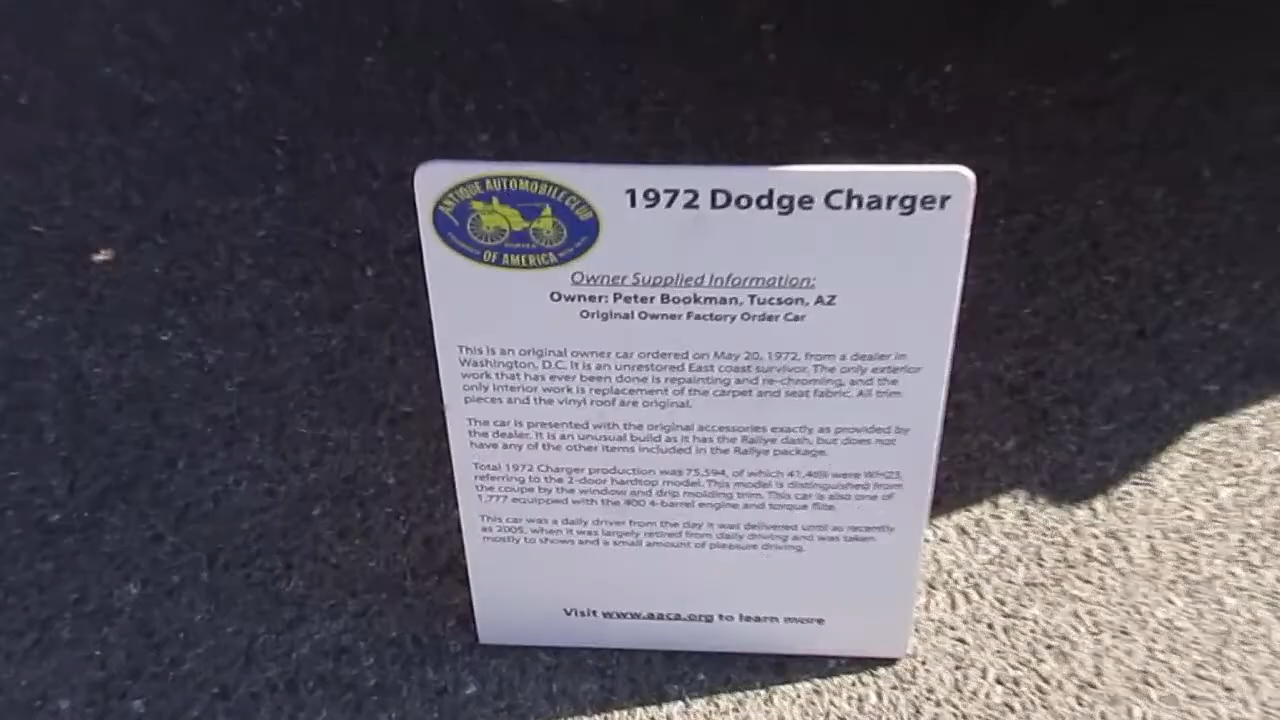 ANTIQUE AUTOMOBILE CLUB
OF AMERICA
1972 Dodge Charger
Owner Supplied Information:
Owner: Peter Bookman, Tucson, AZ
Original Owner Factory Order Car
This is an original owner car ordered on May 20, 1972, from a dealer in
Washington, D.C. It is an unrestored East coast survivor. The only exterior
work that has ever been done is repainting and re-chroming, and the
only interior work is replacement of the carpet and seat fabric. All trim
pieces and the vinyl roof are original.
The car is presented with the original accessories exactly as provided by
the dealer. It is an unusual build as it has the Rallye dash, but does not
have any of the other items included in the Rallye package.
Total 1972 Charger production was 75,594, of which were WH23,
referring to the 2-door hardtop model. This model is distinguished from
the coupe by the window and drip molding trim. This car is also one of
1,777 equipped with the 400 4-barrel engine and torque flite.
This car was a daily driver from the day it was delivered until as recently
as 2005, when it was largely retired from daily driving and was taken
mostly to shows and a small amount of pleasure driving.
Visit www.aaca.org to learn more